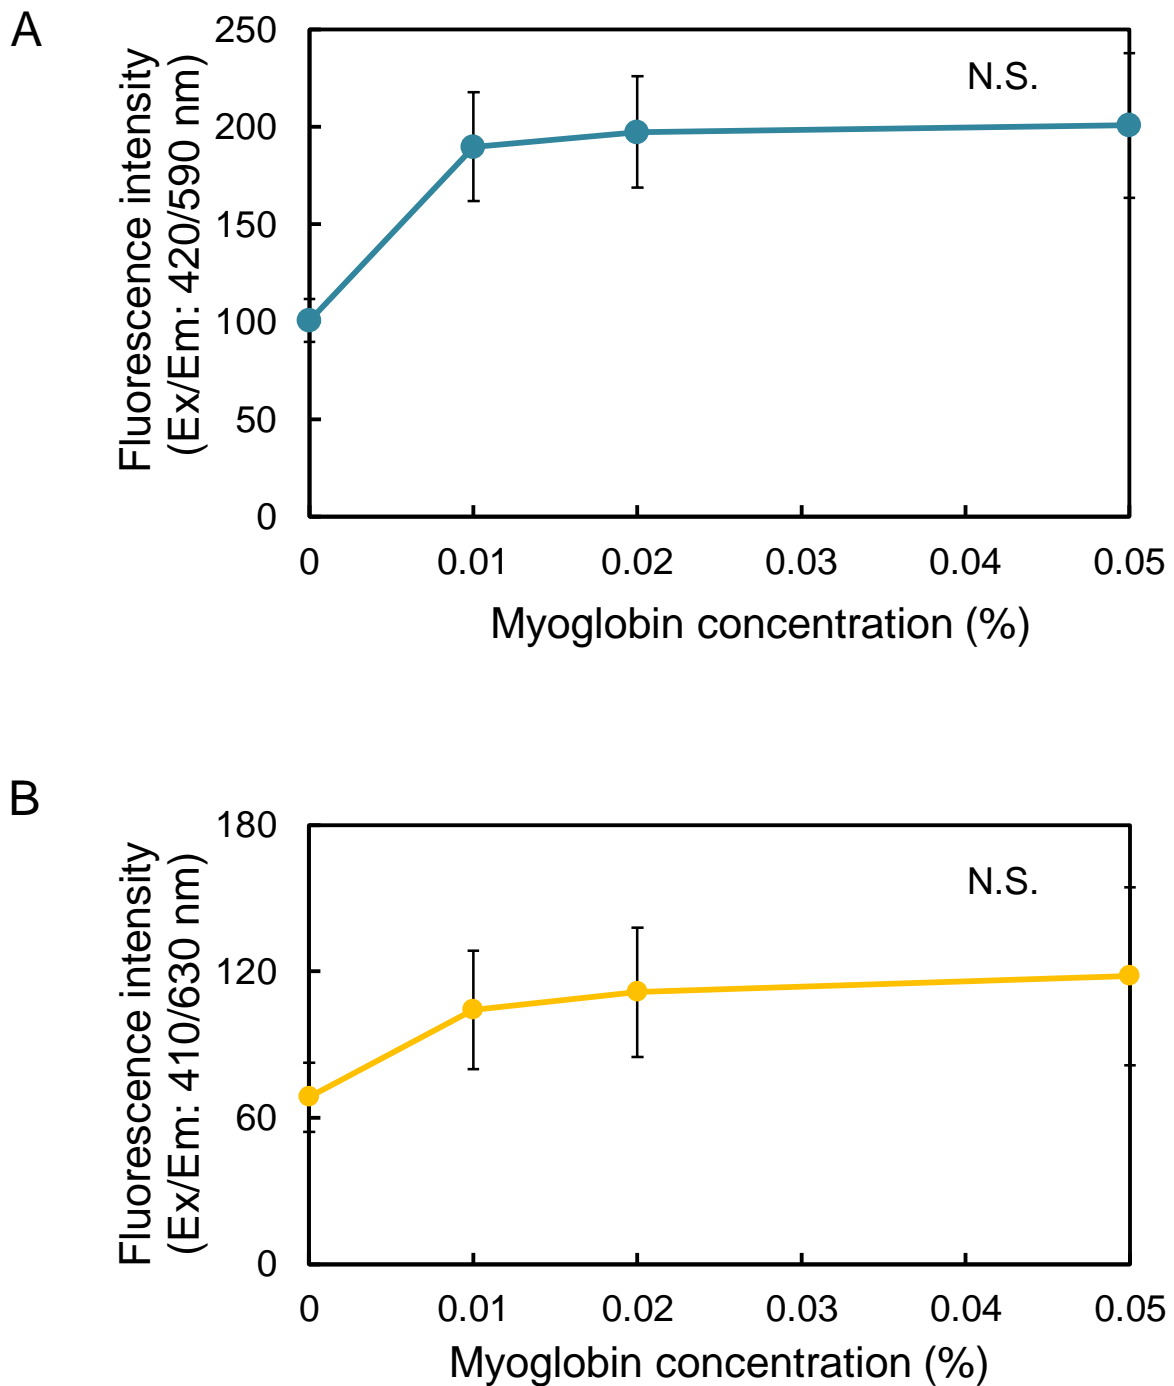 A
Fluorescence intensity
(Ex/Em: 420/590 nm)
250
200
150
100
50
0
N.S.
0 0.01 0.02 0.03 0.04 0.05
Myoglobin concentration (%)
B
Fluorescence intensity
(Ex/Em: 410/630 nm)
180
120
60
0
N.S.
0 0.01 0.02 0.03 0.04 0.05
Myoglobin concentration (%)